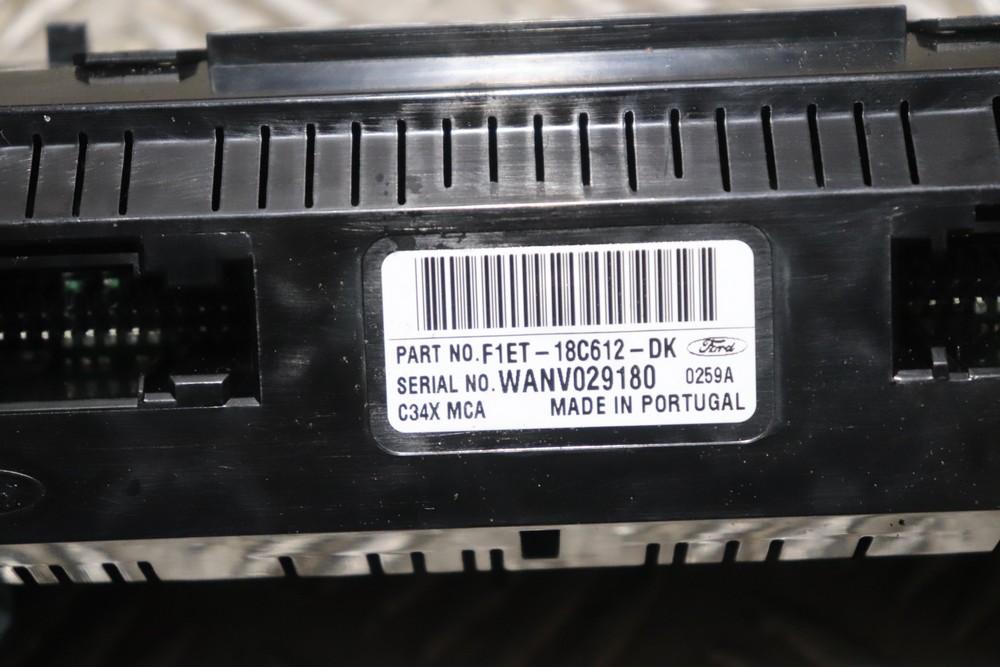 PART NO. F1ET-18C612-DK Ford
SERIAL NO. WANV029180 0259A
C34X MCA MADE IN PORTUGAL